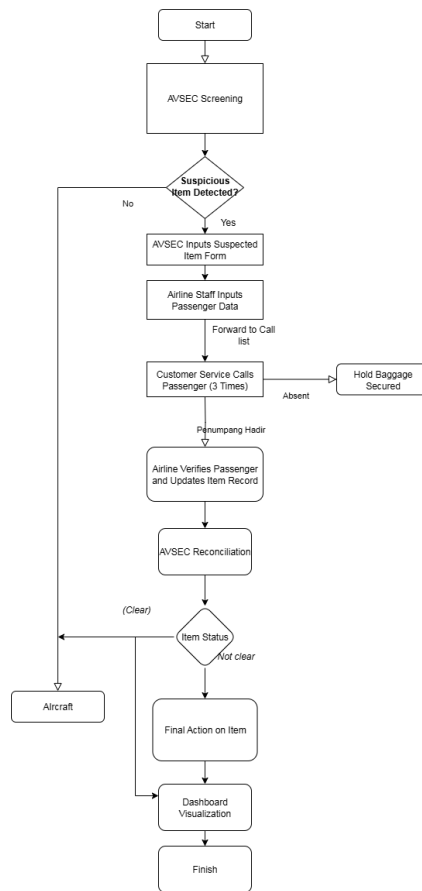 Start
AVSEC Screening
Suspicious
Item Detected?
No
Yes
AVSEC Inputs Suspected
Item Form
Airline Staff Inputs
Passenger Data
Forward to Call
list
Customer Service Calls
Passenger (3 Times)
Absent
Hold Baggage
Secured
Penumpang Hadir
Airline Verifies Passenger
and Updates Item Record
AVSEC Reconciliation
(Clear)
Item Status
Not clear
AIrcraft
Final Action on Item
Dashboard
Visualization
Finish